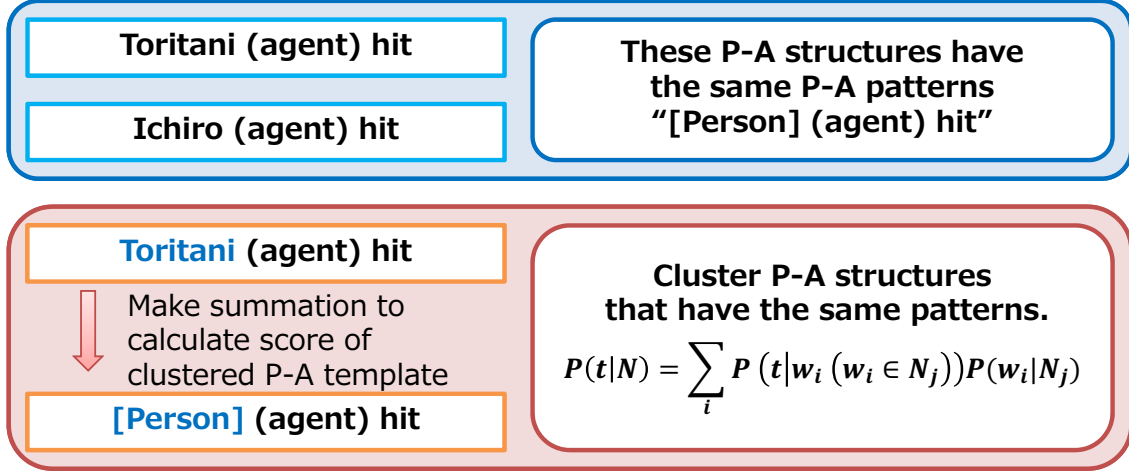 Toritani (agent) hit
Ichiro (agent) hit
These P-A structures have
the same P-A patterns
“[Person] (agent) hit”
Toritani (agent) hit
Make summation to
calculate score of
clustered P-A template
[Person] (agent) hit
Cluster P-A structures
that have the same patterns.
P(t|N) = ∑_i P (t|w_i (w_i ∈ N_j))P(w_i|N_j)